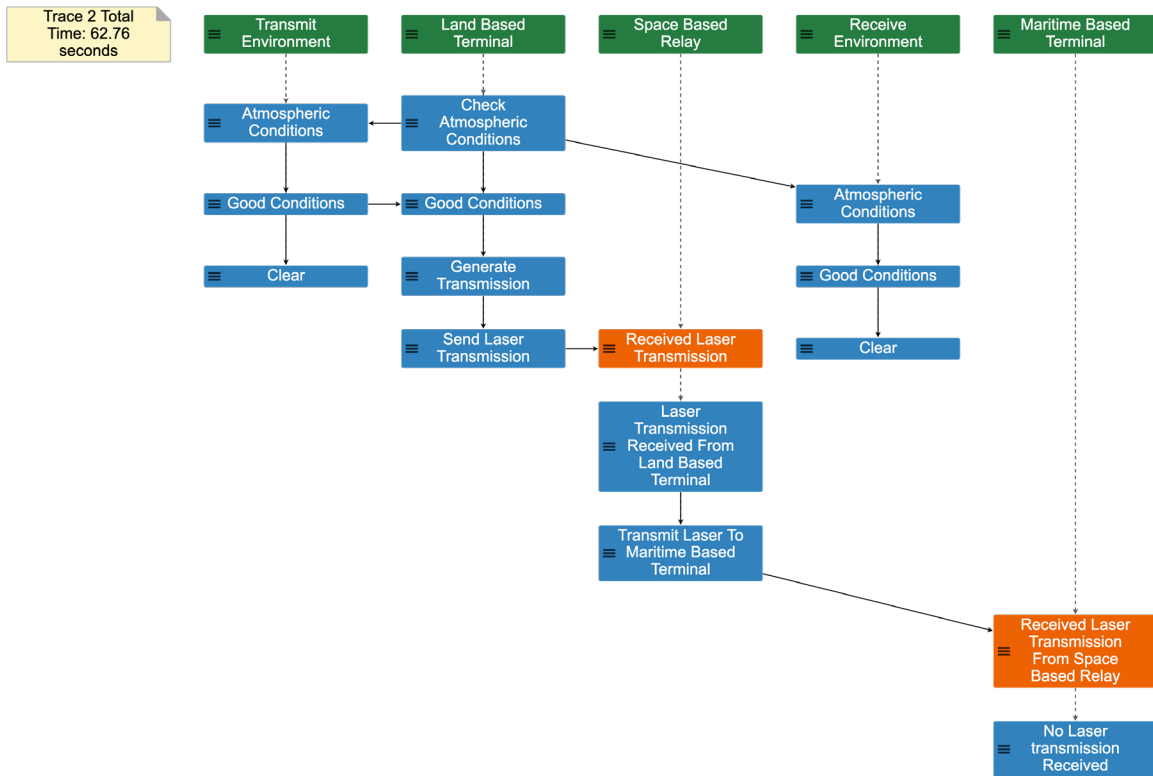 Trace 2 Total
Time: 62.76
seconds
Transmit
Environment
Land Based
Terminal
Space Based
Relay
Receive
Environment
Maritime Based
Terminal
Atmospheric
Conditions
Check
Atmospheric
Conditions
Atmospheric
Conditions
Good Conditions
Good Conditions
Clear
Generate
Transmission
Good Conditions
Send Laser
Transmission
Received Laser
Transmission
Clear
Laser
Transmission
Received From
Land Based
Terminal
Transmit Laser To
Maritime Based
Terminal
Received Laser
Transmission
From Space
Based Relay
No Laser
transmission
Received